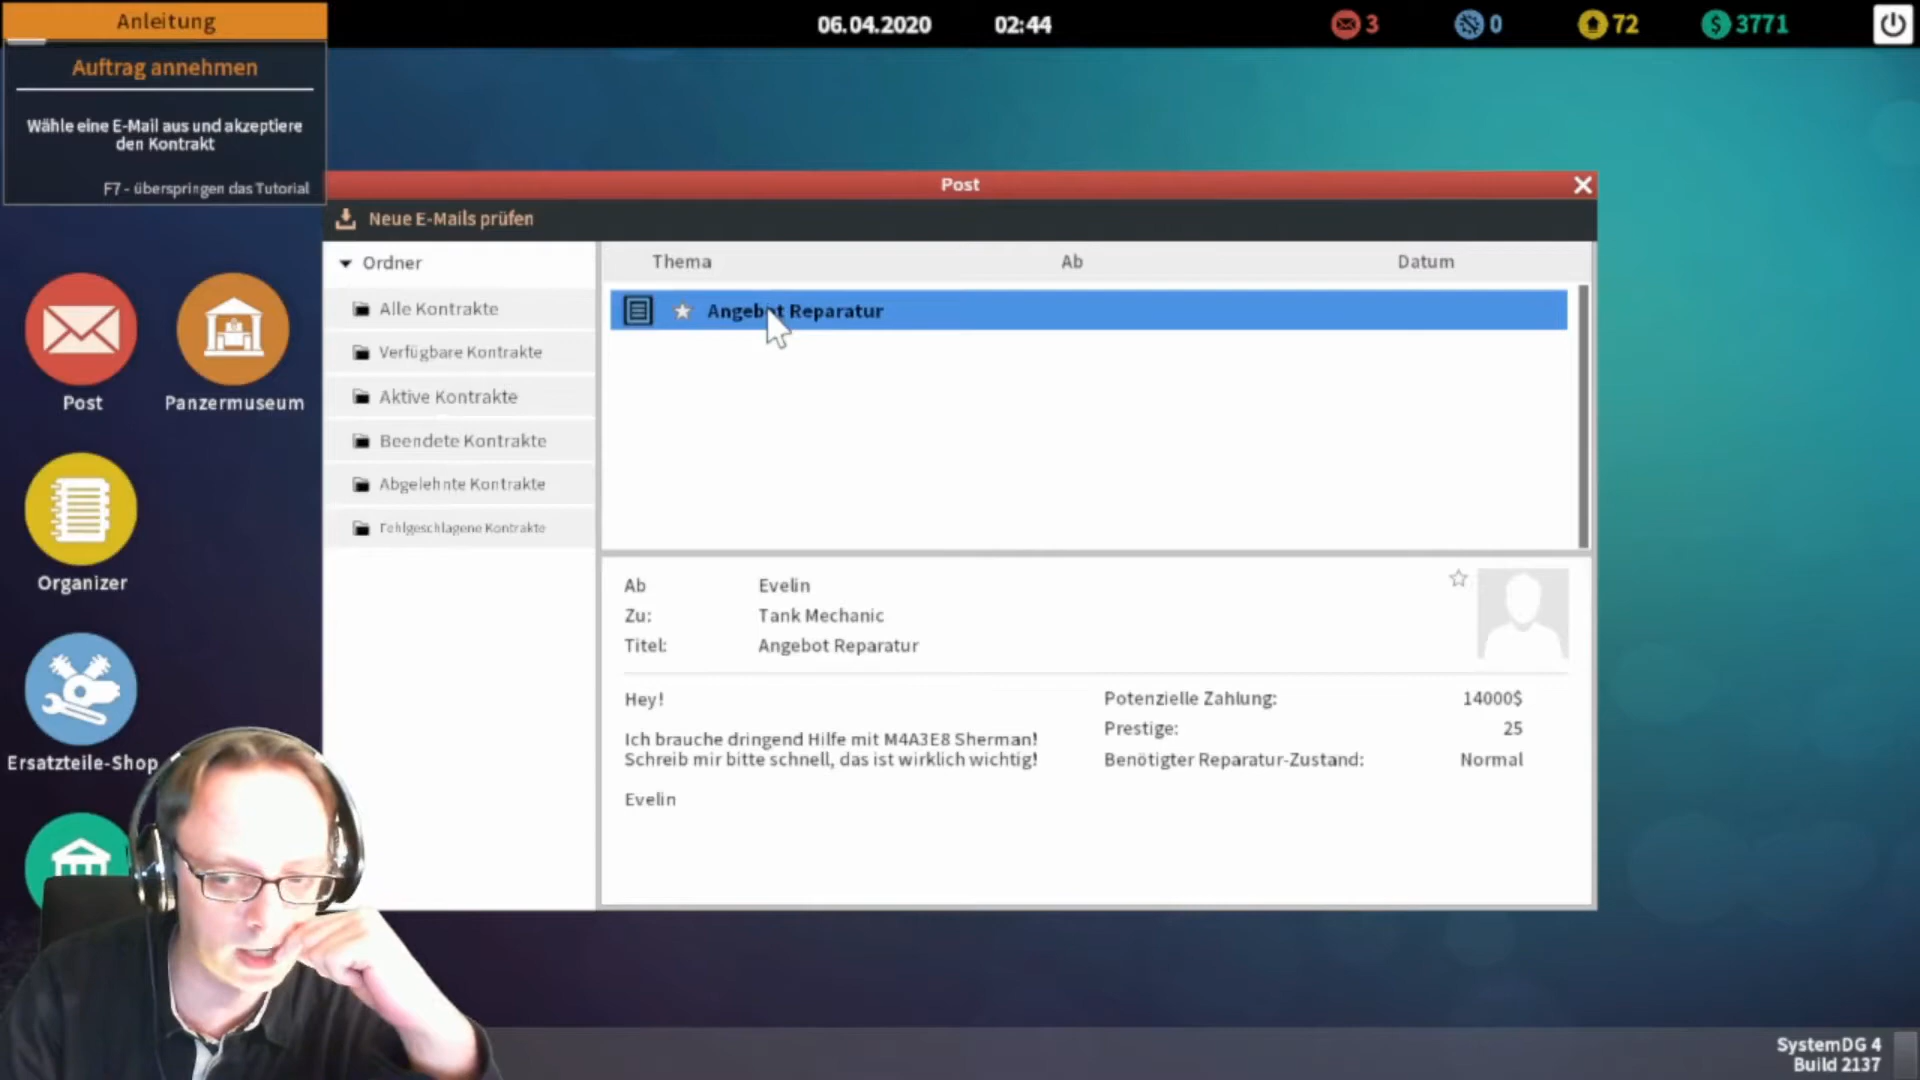 Anleitung
Auftrag annehmen
Wähle eine E-Mail aus und akzeptiere
den Kontrakt
F7 - überspringen das Tutorial
06.04.2020 02:44 3 0 72 $ 3771
Post
Neue E-Mails prüfen
Ordner
Alle Kontrakte
Verfügbare Kontrakte
Aktive Kontrakte
Beendete Kontrakte
Abgelehnte Kontrakte
Fehlgeschlagene Kontrakte
Thema Ab Datum
Angebot Reparatur
Ab Evelin
Zu: Tank Mechanic
Titel: Angebot Reparatur
Hey!
Ich brauche dringend Hilfe mit M4A3E8 Sherman!
Schreib mir bitte schnell, das ist wirklich wichtig!
Evelin
Potenzielle Zahlung: 14000$
Prestige: 25
Benötigter Reparatur-Zustand: Normal
Post
Panzermuseum
Organizer
Ersatzteile-Shop
SystemDG 4
Build 2137